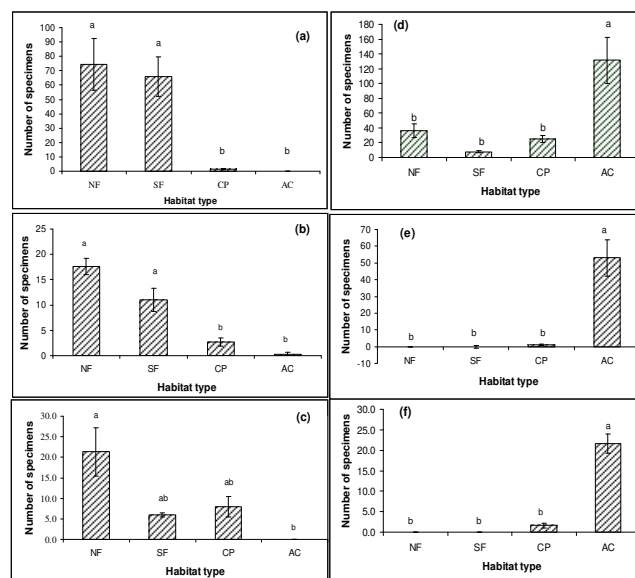 (a)
Number of specimens
100
90
80
70
60
50
40
30
20
10
0
a
a
b
b
NF SF CP AC
Habitat type
(b)
Number of specimens
25
20
15
10
5
0
a
a
b
b
NF SF CP AC
Habitat type
(c)
Number of specimens
30.0
25.0
20.0
15.0
10.0
5.0
0.0
a
ab
ab
b
NF SF CP AC
Habitat type
(d)
Number of specimens
180
160
140
120
100
80
60
40
20
0
b
b
b
a
NF SF CP AC
Habitat type
(e)
Number of specimens
70
60
50
40
30
20
10
0
-10
b
b
b
a
NF SF CP AC
Habitat type
(f)
Number of specimens
25.0
20.0
15.0
10.0
5.0
0.0
b
b
b
a
NF SF CP AC
Habitat type